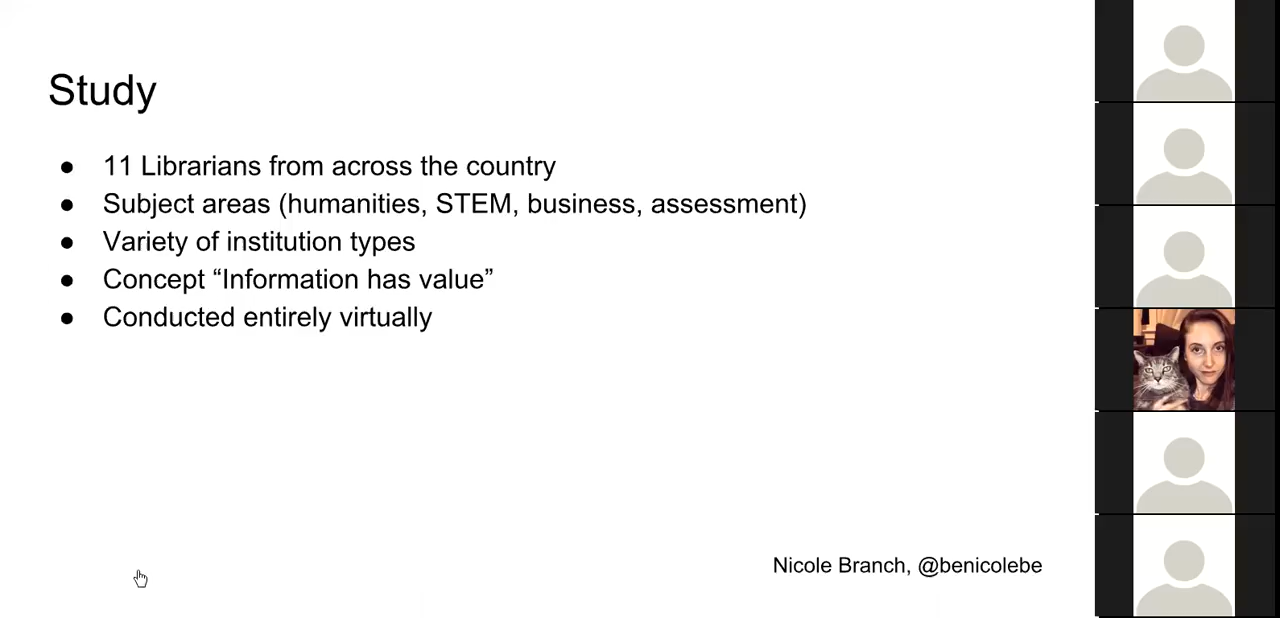 Study
● 11 Librarians from across the country
● Subject areas (humanities, STEM, business, assessment)
● Variety of institution types
● Concept “Information has value”
● Conducted entirely virtually
Nicole Branch, @benicolebe